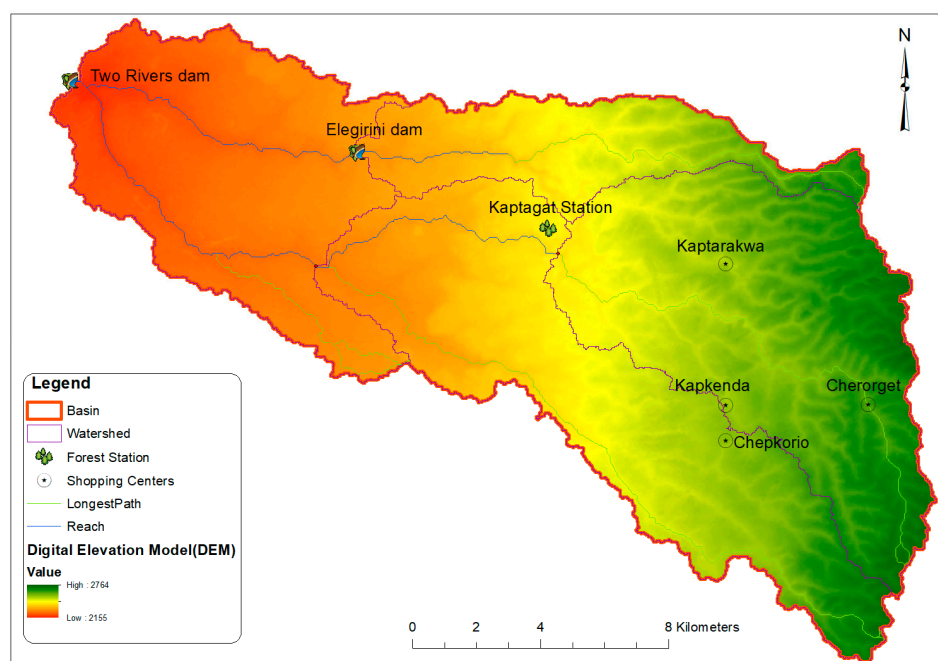 N
Two Rivers dam
Elegirini dam
Kaptagat Station
Kaptarakwa
Kapkenda
Cherorget
Chepkorio
Legend
Basin
Watershed
Forest Station
Shopping Centers
LongestPath
Reach
Digital Elevation Model(DEM)
Value
High : 2764
Low : 2155
0 2 4 8 Kilometers